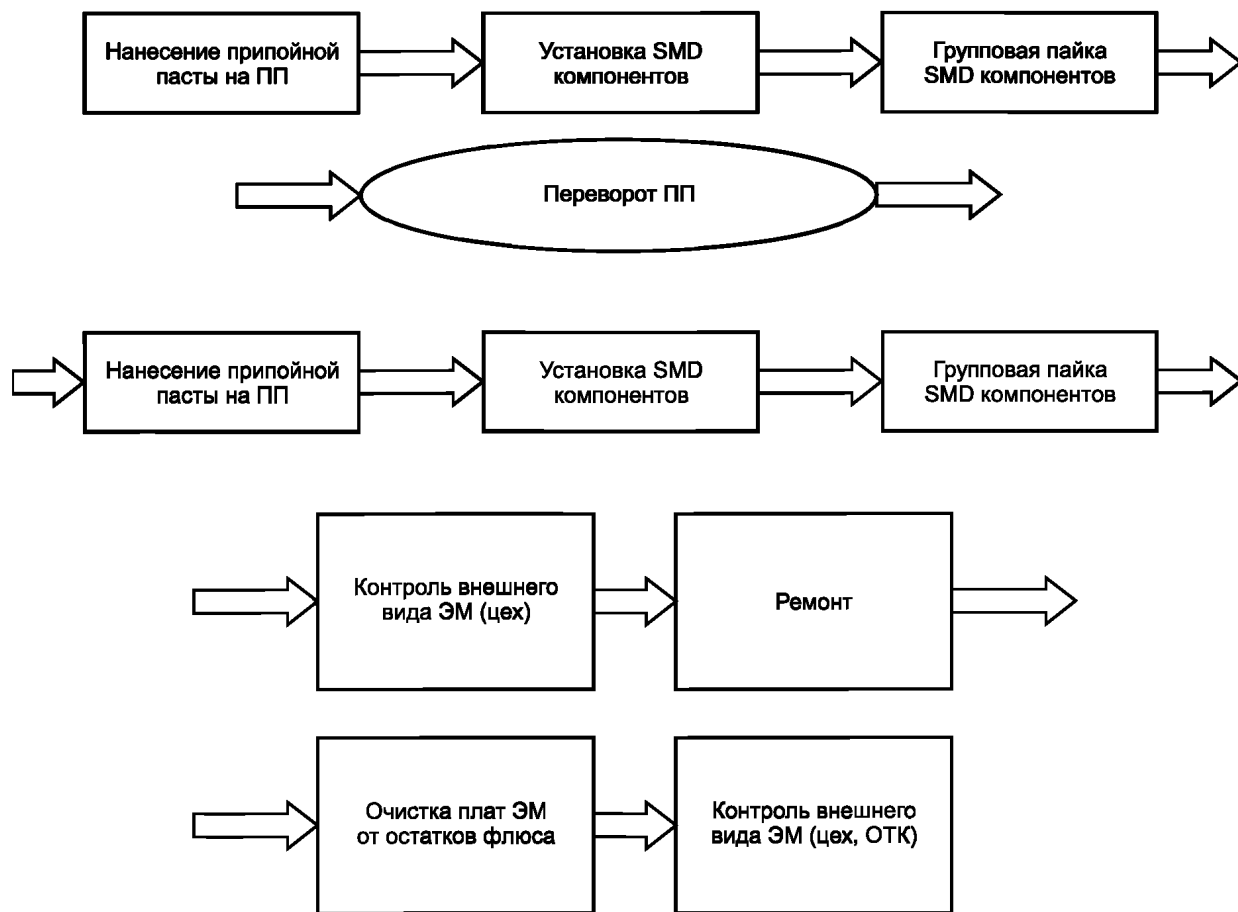 Нанесение припойной
пасты на ПП
Установка SMD
компонентов
Групповая пайка
SMD компонентов
Переворот ПП
Нанесение припойной
пасты на ПП
Установка SMD
компонентов
Групповая пайка
SMD компонентов
Контроль внешнего
вида ЭМ (цех)
Ремонт
Очистка плат ЭМ
от остатков флюса
Контроль внешнего
вида ЭМ (цех, ОТК)